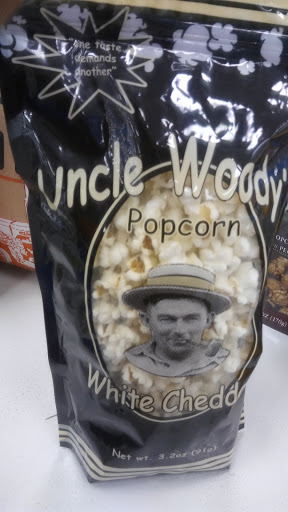 "One taste
demands
another"
Uncle Woody'
Popcorn
White Chedd
Net wt. 3.2oz (91g)